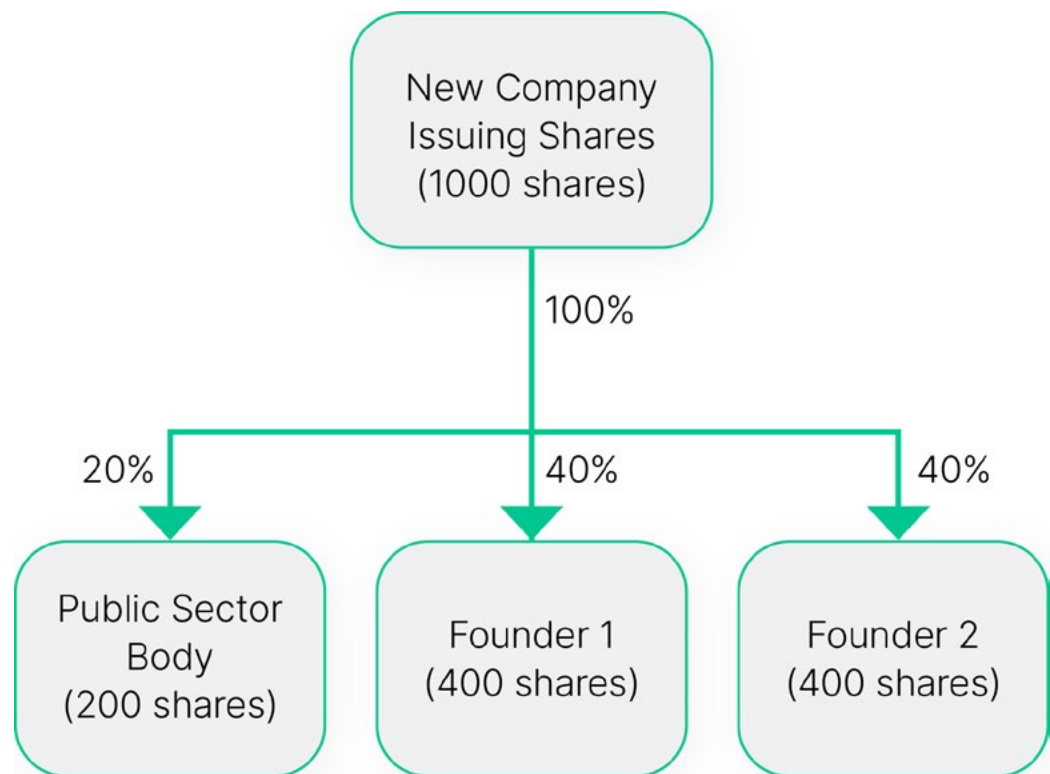 New Company
Issuing Shares
(1000 shares)
100%
20%
40%
40%
Public Sector
Body
(200 shares)
Founder 1
(400 shares)
Founder 2
(400 shares)